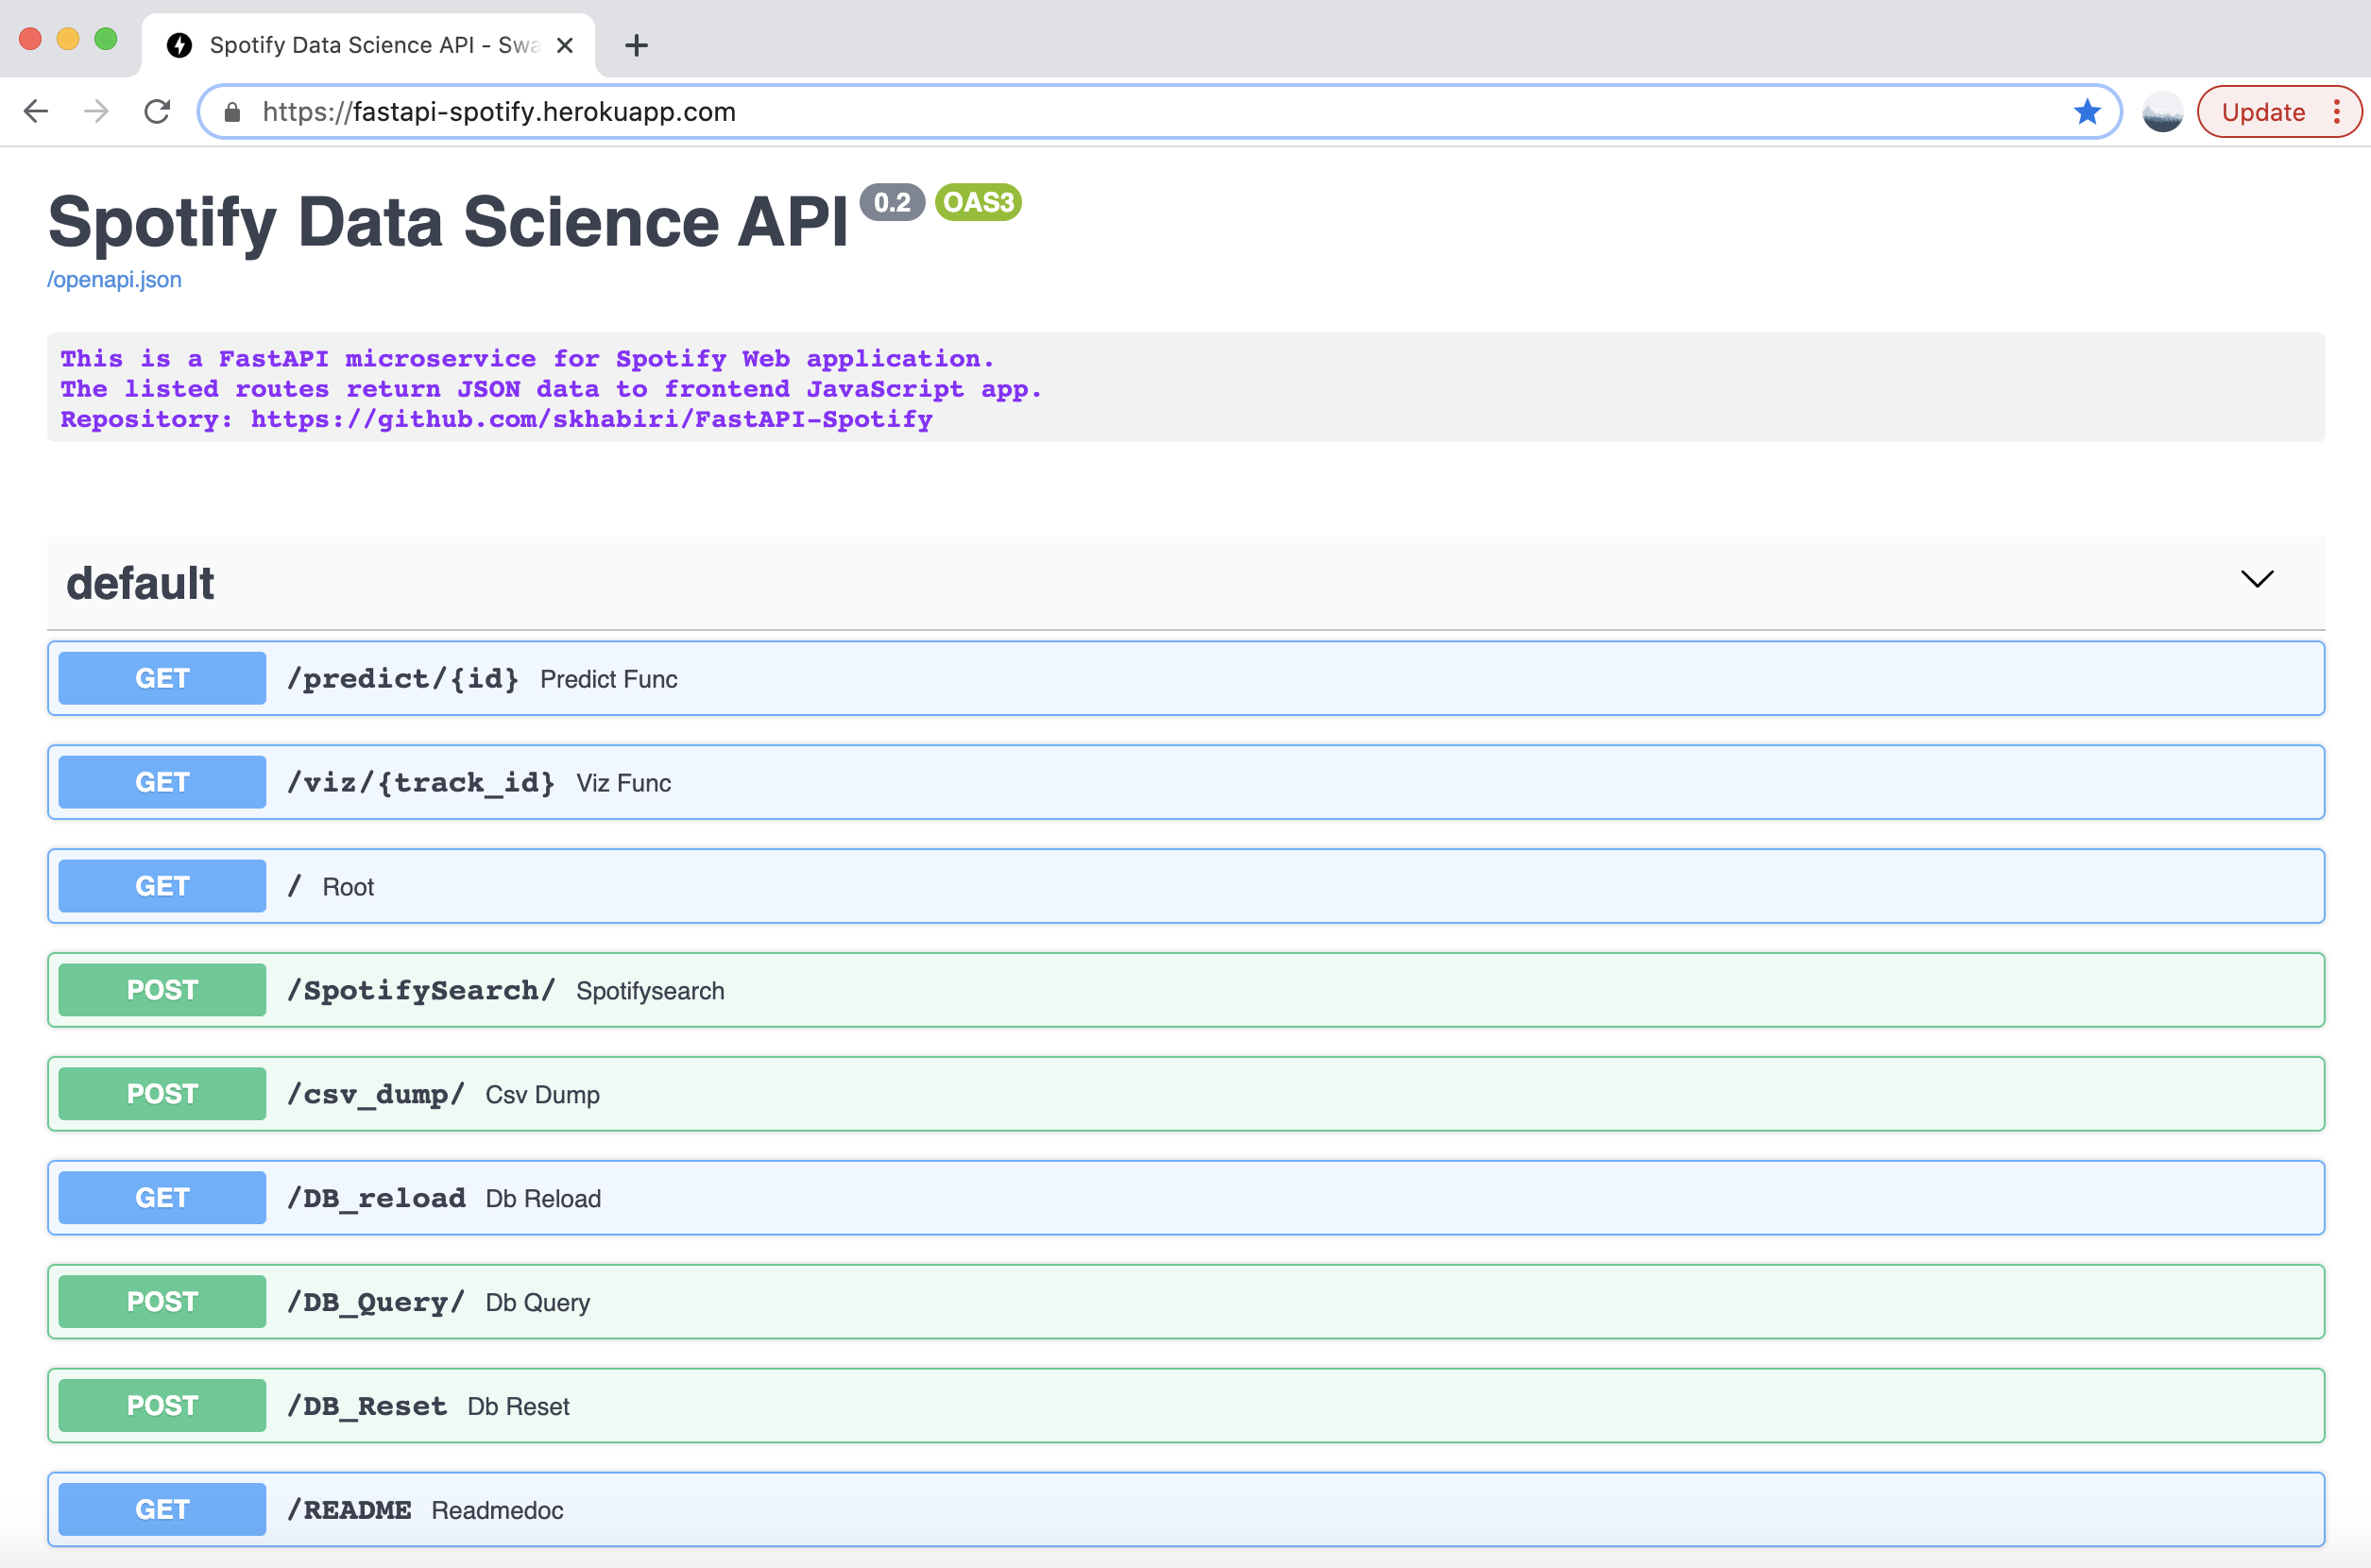 Spotify Data Science API - Swa
https://fastapi-spotify.herokuapp.com
Update
Spotify Data Science API 0.2 OAS3
/openapi.json
This is a FastAPI microservice for Spotify Web application.
The listed routes return JSON data to frontend JavaScript app.
Repository: https://github.com/skhabiri/FastAPI-Spotify
default
GET /predict/{id} Predict Func
GET /viz/{track_id} Viz Func
GET / Root
POST /SpotifySearch/ Spotifysearch
POST /csv_dump/ Csv Dump
GET /DB_reload Db Reload
POST /DB_Query/ Db Query
POST /DB_Reset Db Reset
GET /README Readmedoc